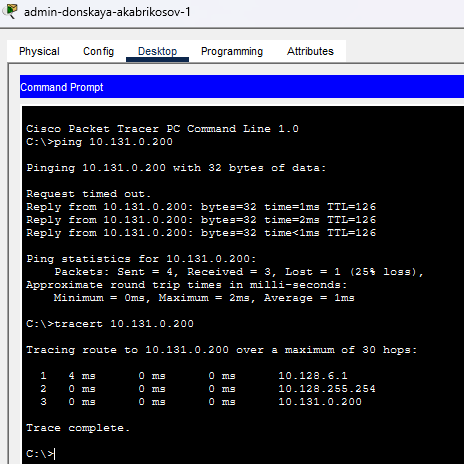 admin-donskaya-akabrikosov-1
Physical Config Desktop Programming Attributes
Command Prompt
Cisco Packet Tracer PC Command Line 1.0
C:\>ping 10.131.0.200
Pinging 10.131.0.200 with 32 bytes of data:
Request timed out.
Reply from 10.131.0.200: bytes=32 time=1ms TTL=126
Reply from 10.131.0.200: bytes=32 time=2ms TTL=126
Reply from 10.131.0.200: bytes=32 time<1ms TTL=126
Ping statistics for 10.131.0.200:
Packets: Sent = 4, Received = 3, Lost = 1 (25% loss),
Approximate round trip times in milli-seconds:
Minimum = 0ms, Maximum = 2ms, Average = 1ms
C:\>tracert 10.131.0.200
Tracing route to 10.131.0.200 over a maximum of 30 hops:
1 4 ms 0 ms 0 ms 10.128.6.1
2 0 ms 0 ms 0 ms 10.128.255.254
3 0 ms 0 ms 0 ms 10.131.0.200
Trace complete.
C:\>